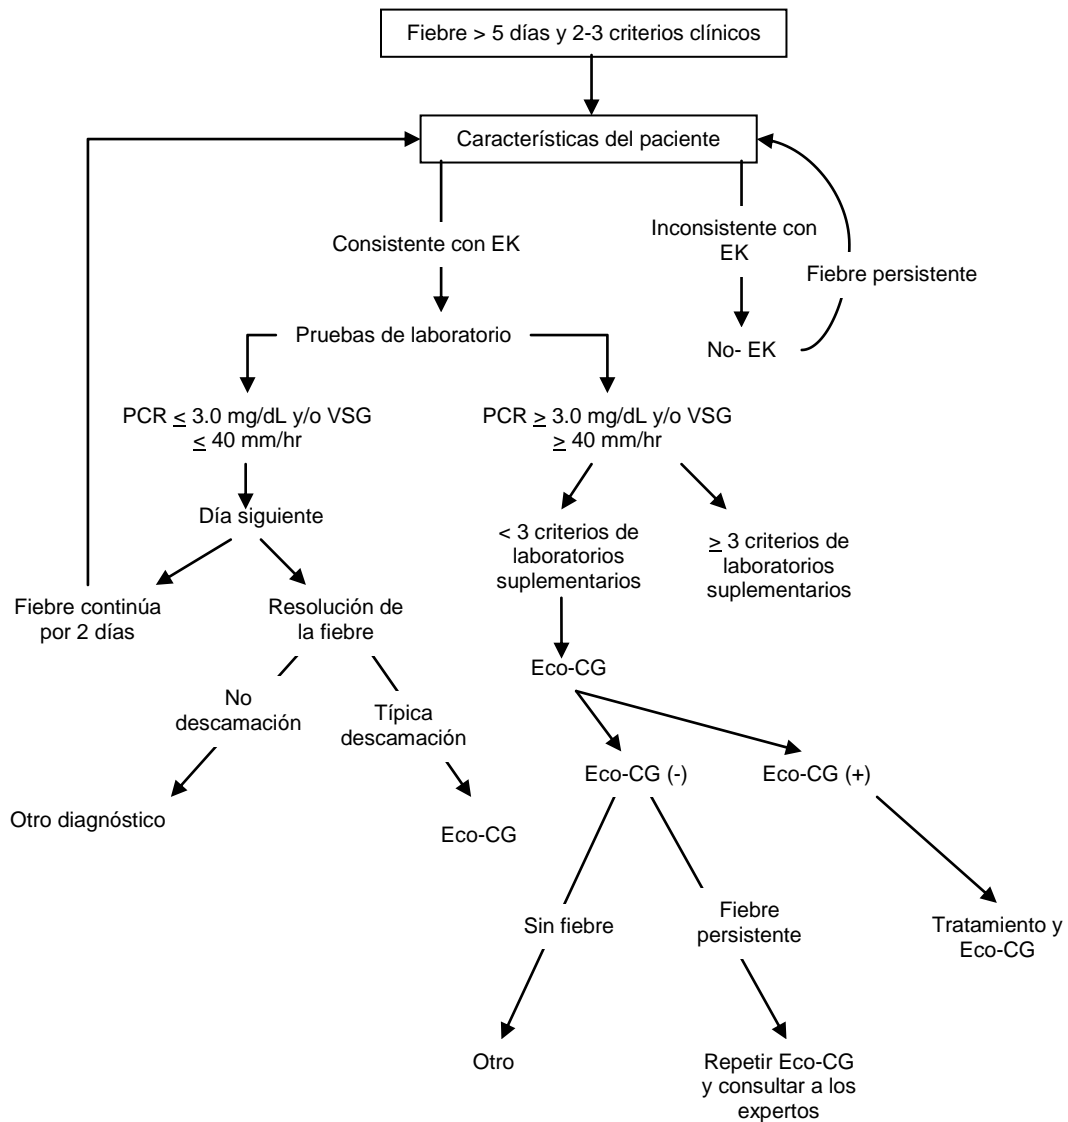 Fiebre > 5 días y 2-3 criterios clínicos
Características del paciente
Consistente con EK
Inconsistente con
EK
Fiebre persistente
Pruebas de laboratorio
No- EK
PCR ≤ 3.0 mg/dL y/o VSG
≤ 40 mm/hr
PCR ≥ 3.0 mg/dL y/o VSG
≥ 40 mm/hr
Día siguiente
< 3 criterios de
laboratorios
suplementarios
≥ 3 criterios de
laboratorios
suplementarios
Fiebre continúa
por 2 días
Resolución de
la fiebre
Eco-CG
No
descamación
Típica
descamación
Eco-CG (-)
Eco-CG (+)
Otro diagnóstico
Eco-CG
Sin fiebre
Fiebre
persistente
Tratamiento y
Eco-CG
Otro
Repetir Eco-CG
y consultar a los
expertos